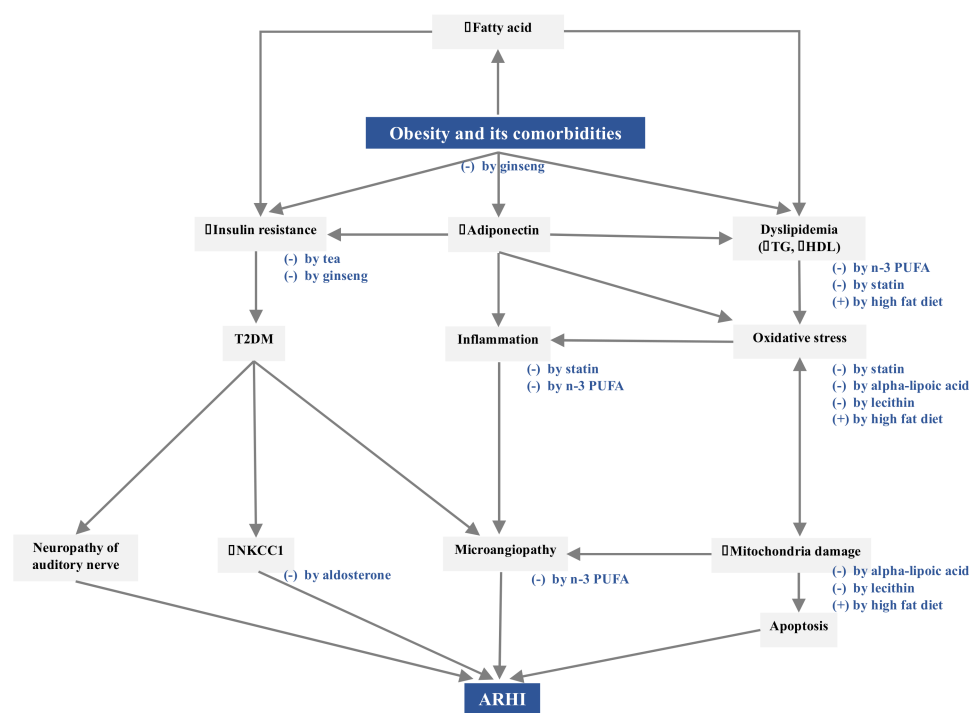 ▯Fatty acid
Obesity and its comorbidities
(-) by ginseng
▯Insulin resistance
▯Adiponectin
Dyslipidemia
(▯TG, ▯HDL)
(-) by tea
(-) by ginseng
(-) by n-3 PUFA
(-) by statin
(+) by high fat diet
T2DM
Inflammation
Oxidative stress
(-) by statin
(-) by n-3 PUFA
(-) by statin
(-) by alpha-lipoic acid
(-) by lecithin
(+) by high fat diet
Neuropathy of
auditory nerve
▯NKCC1
Microangiopathy
▯Mitochondria damage
(-) by aldosterone
(-) by n-3 PUFA
(-) by alpha-lipoic acid
(-) by lecithin
(+) by high fat diet
Apoptosis
ARHI